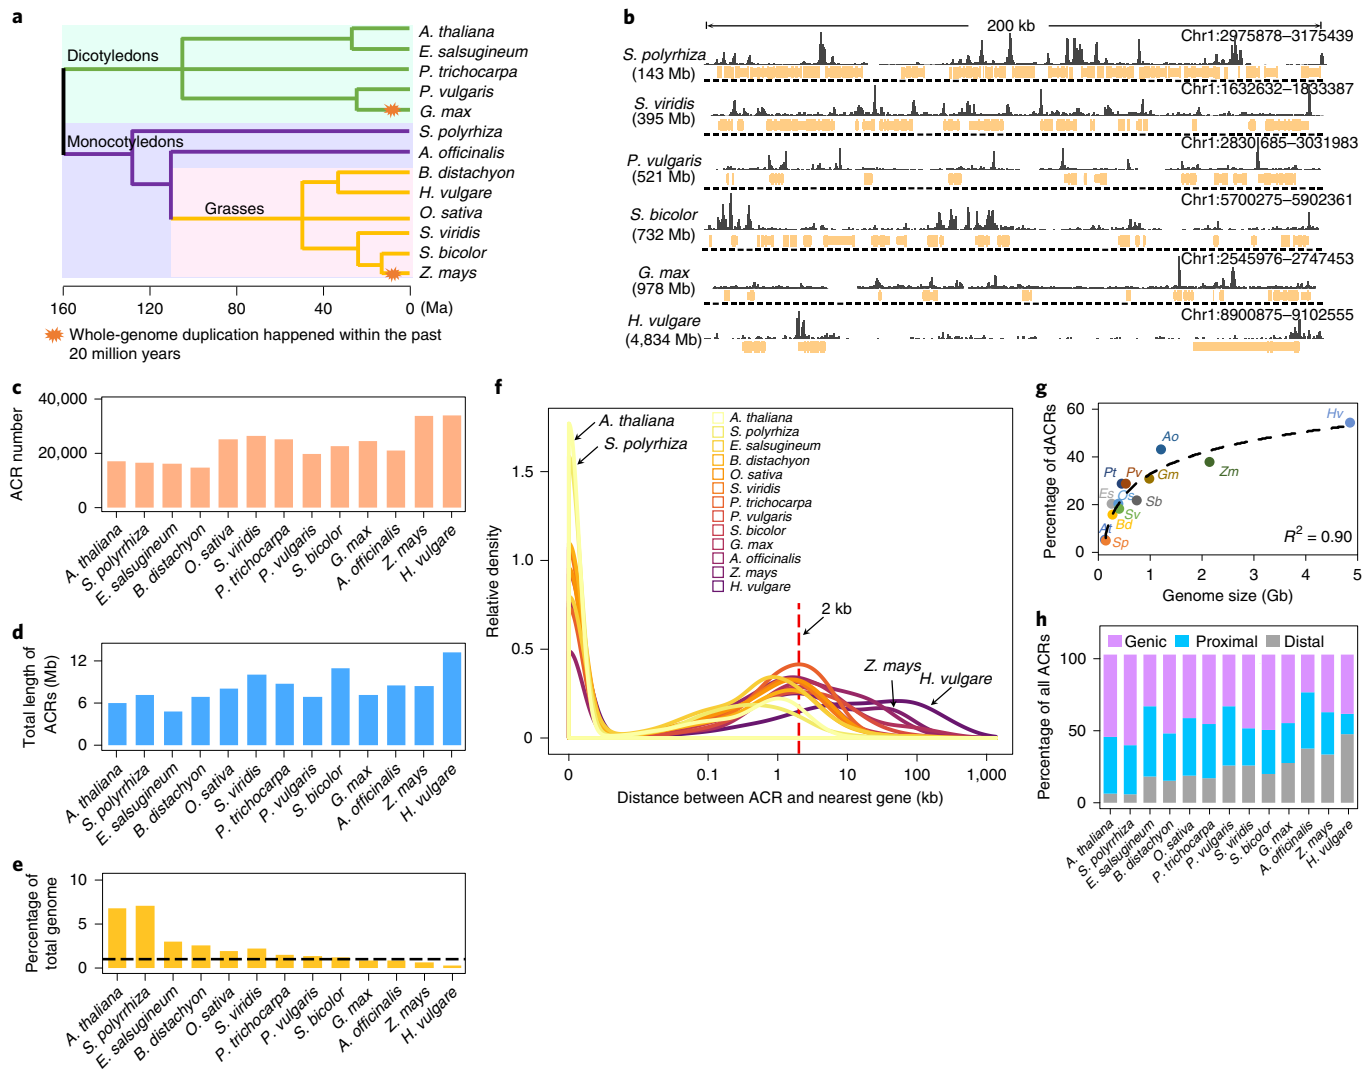 a
Dicotyledons
Monocotyledons
Grasses
A. thaliana
E. salsugineum
P. trichocarpa
P. vulgaris
G. max
S. polyrhiza
A. officinalis
B. distachyon
H. vulgare
O. sativa
S. viridis
S. bicolor
Z. mays
160 120 80 40 0 (Ma)
Whole-genome duplication happened within the past
20 million years
b
200 kb
S. polyrhiza
(143 Mb)
Chr1:2975878–3175439
S. viridis
(395 Mb)
Chr1:1632632–1833387
P. vulgaris
(521 Mb)
Chr1:28301685–3031983
S. bicolor
(732 Mb)
Chr1:5700275–5902361
G. max
(978 Mb)
Chr1:2545976–2747453
H. vulgare
(4,834 Mb)
Chr1:8900875–9102555
c
ACR number
40,000
20,000
0
A. thaliana
S. polyrrhiza
E. salsugineum
B. distachyon
O. sativa
S. viridis
P. trichocarpa
P. vulgaris
S. bicolor
G. max
A. officinalis
Z. mays
H. vulgare
d
Total length of
ACRs (Mb)
12
6
0
A. thaliana
S. polyrrhiza
E. salsugineum
B. distachyon
O. sativa
S. viridis
P. trichocarpa
P. vulgaris
S. bicolor
G. max
A. officinalis
Z. mays
H. vulgare
e
Percentage of
total genome
10
5
0
A. thaliana
S. polyrrhiza
E. salsugineum
B. distachyon
O. sativa
S. viridis
P. trichocarpa
P. vulgaris
S. bicolor
G. max
A. officinalis
Z. mays
H. vulgare
f
Relative density
1.5
1.0
0.5
0
A. thaliana
S. polyrhiza
A. thaliana
S. polyrhiza
E. salsugineum
B. distachyon
O. sativa
S. viridis
P. trichocarpa
P. vulgaris
S. bicolor
G. max
A. officinalis
Z. mays
H. vulgare
2 kb
Z. mays
H. vulgare
0 0.1 1 10 100 1,000
Distance between ACR and nearest gene (kb)
g
Percentage of dACRs
60
40
20
0
Hv
Ao
Zm
Pt
Pv
Gm
Es
Os
Sb
Sv
Bd
At
Sp
R² = 0.90
0 1 2 3 4 5
Genome size (Gb)
h
Percentage of all ACRs
Genic Proximal Distal
100
50
0
A. thaliana
S. polyrrhiza
E. salsugineum
B. distachyon
O. sativa
P. trichocarpa
P. vulgaris
S. viridis
S. bicolor
G. max
A. officinalis
Z. mays
H. vulgare